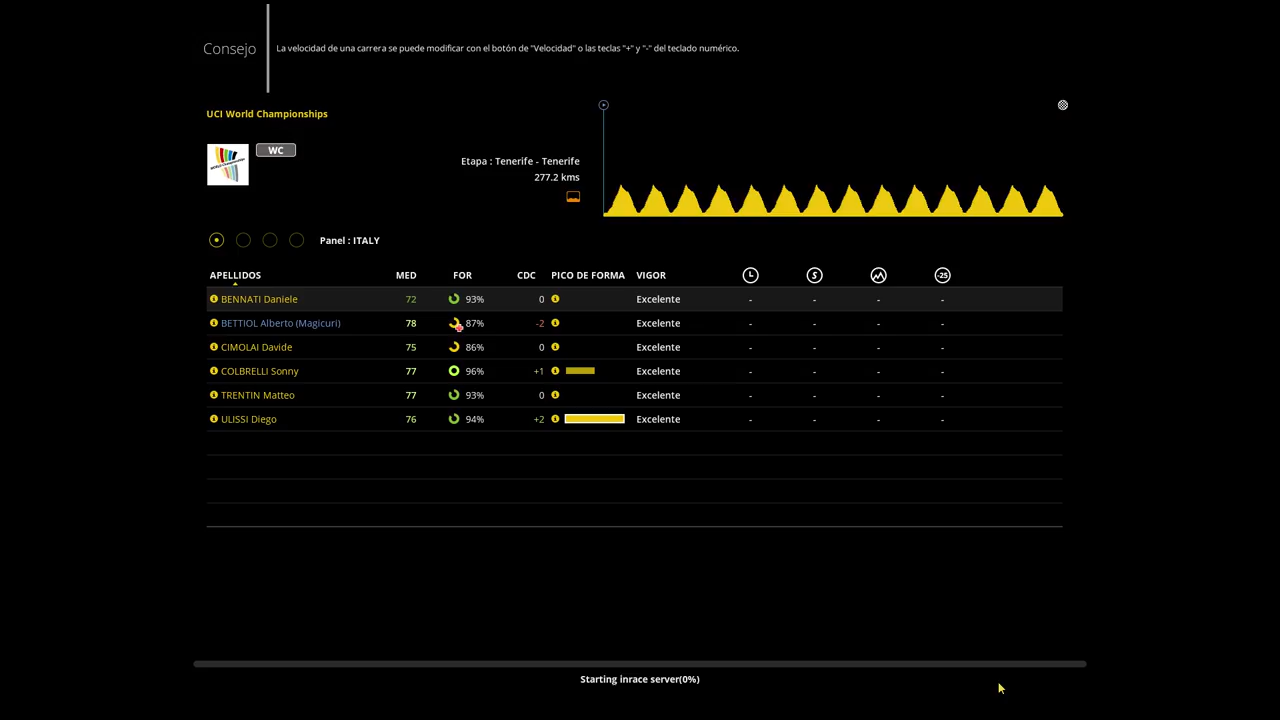 Consejo
La velocidad de una carrera se puede modificar con el botón de "Velocidad" o las teclas "+" y "-" del teclado numérico.
UCI World Championships
WC
Etapa : Tenerife - Tenerife
277.2 kms
Panel : ITALY
APELLIDOS MED FOR CDC PICO DE FORMA VIGOR S -25
BENNATI Daniele 72 93% 0 Excelente - - - -
BETTIOL Alberto (Magicuri) 78 87% -2 Excelente - - - -
CIMOLAI Davide 75 86% 0 Excelente - - - -
COLBRELLI Sonny 77 96% +1 Excelente - - - -
TRENTIN Matteo 77 93% 0 Excelente - - - -
ULISSI Diego 76 94% +2 Excelente - - - -
Starting inrace server(0%)